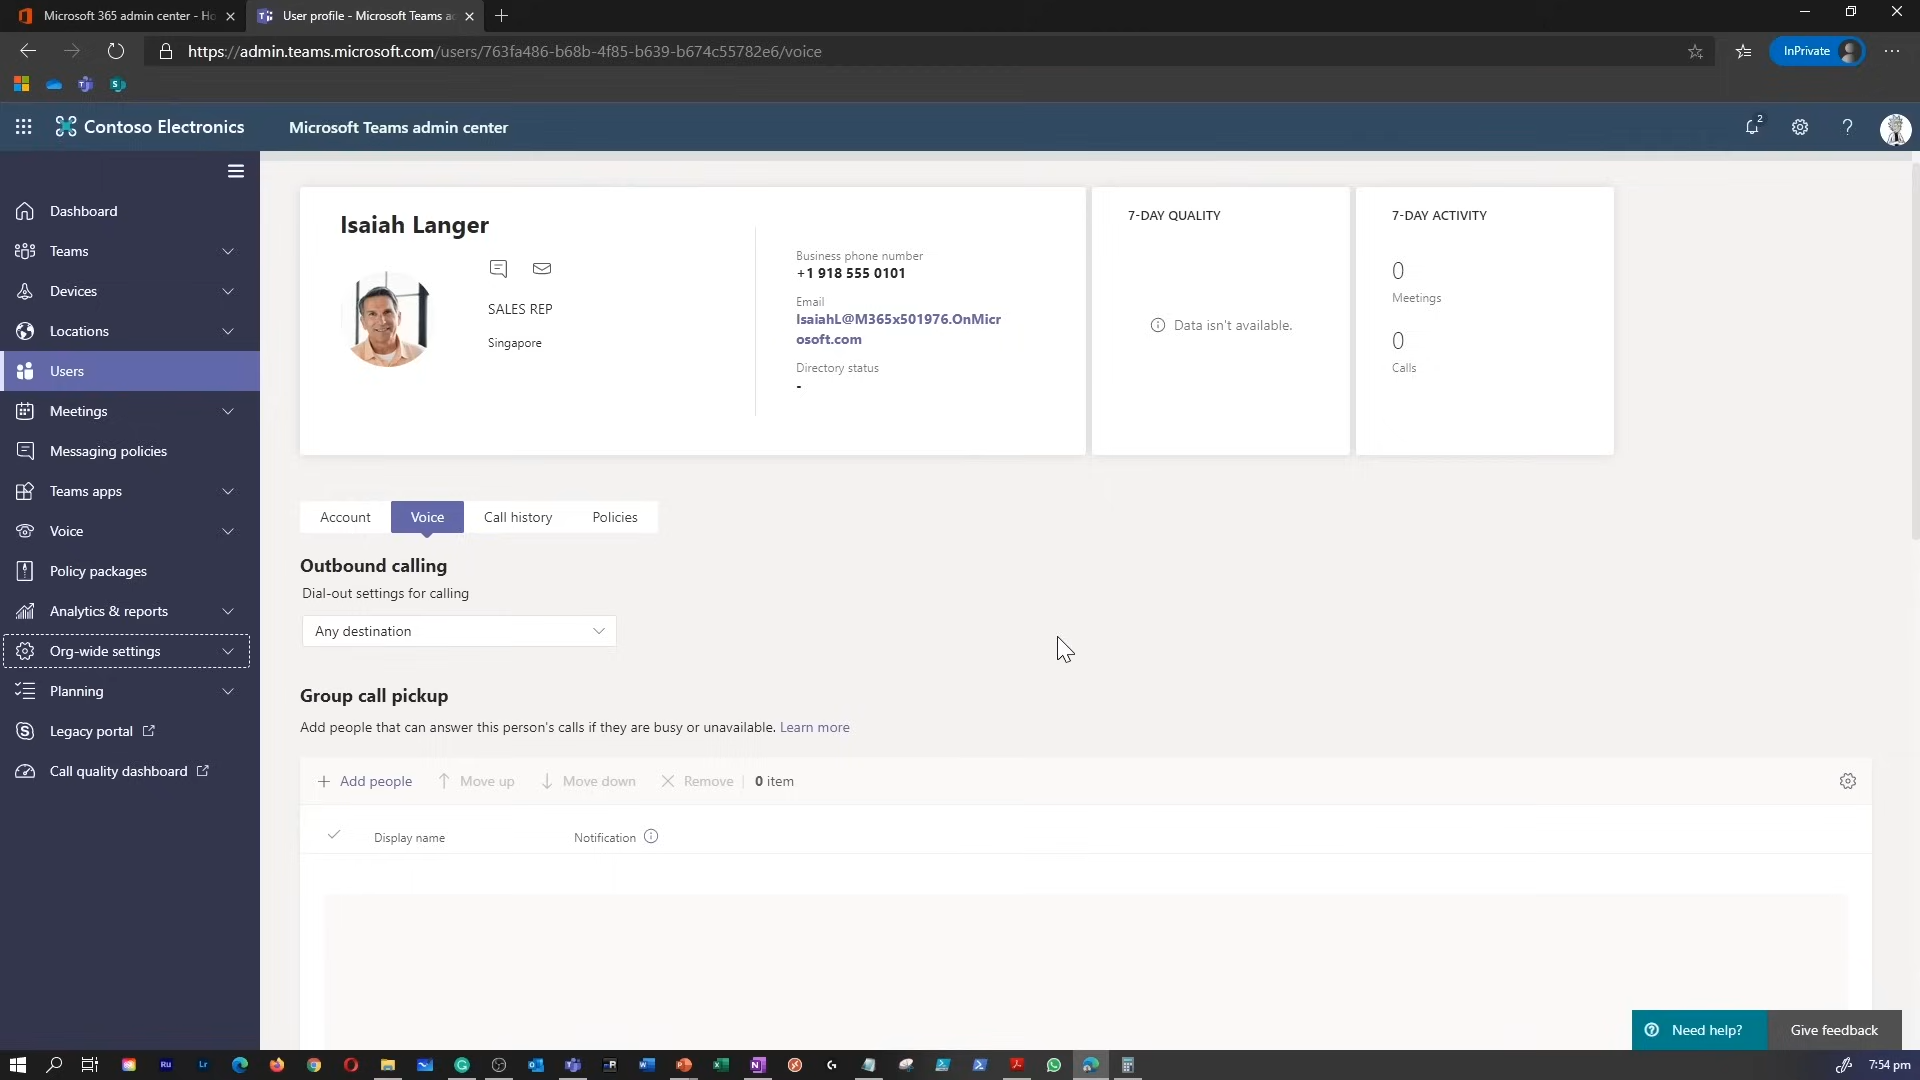 Microsoft 365 admin center - Ho
User profile - Microsoft Teams a
https://admin.teams.microsoft.com/users/763fa486-b68b-4f85-b639-b674c55782e6/voice
InPrivate
Contoso Electronics
Microsoft Teams admin center
2
?
Dashboard
Teams
Devices
Locations
Users
Meetings
Messaging policies
Teams apps
Voice
Policy packages
Analytics & reports
Org-wide settings
Planning
Legacy portal
Call quality dashboard
Isaiah Langer
SALES REP
Singapore
Business phone number
+1 918 555 0101
Email
IsaiahL@M365x501976.OnMicr
osoft.com
Directory status
-
7-DAY QUALITY
Data isn't available.
7-DAY ACTIVITY
0
Meetings
0
Calls
Account
Voice
Call history
Policies
Outbound calling
Dial-out settings for calling
Any destination
Group call pickup
Add people that can answer this person's calls if they are busy or unavailable. Learn more
Add people
Move up
Move down
Remove
0 item
Display name
Notification
Need help?
Give feedback
Ru
Lr
7:54 pm